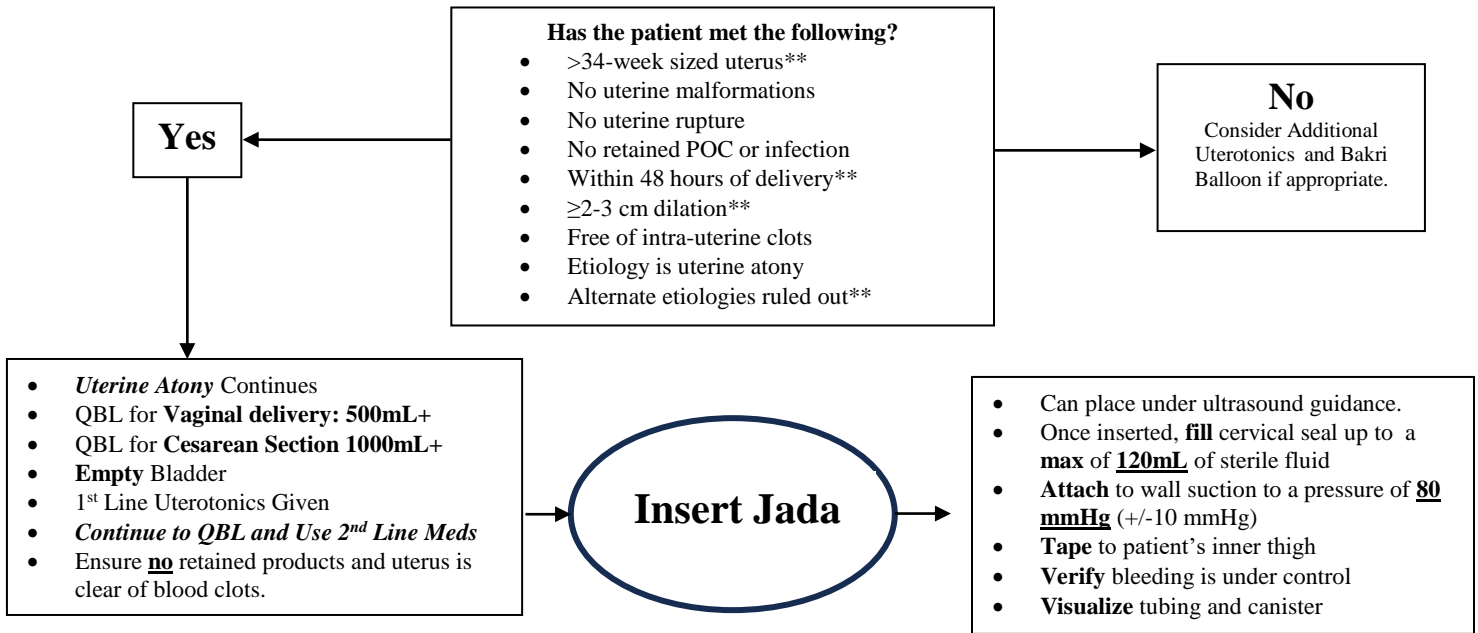 Has the patient met the following?
• >34-week sized uterus**
• No uterine malformations
• No uterine rupture
• No retained POC or infection
• Within 48 hours of delivery**
• ≥2-3 cm dilation**
• Free of intra-uterine clots
• Etiology is uterine atony
• Alternate etiologies ruled out**
Yes
No
Consider Additional
Uterotonics and Bakri
Balloon if appropriate.
• Uterine Atony Continues
• QBL for Vaginal delivery: 500mL+
• QBL for Cesarean Section 1000mL+
• Empty Bladder
• 1st Line Uterotonics Given
• Continue to QBL and Use 2nd Line Meds
• Ensure no retained products and uterus is
clear of blood clots.
Insert Jada
• Can place under ultrasound guidance.
• Once inserted, fill cervical seal up to a
max of 120mL of sterile fluid
• Attach to wall suction to a pressure of 80
mmHg (+/-10 mmHg)
• Tape to patient's inner thigh
• Verify bleeding is under control
• Visualize tubing and canister